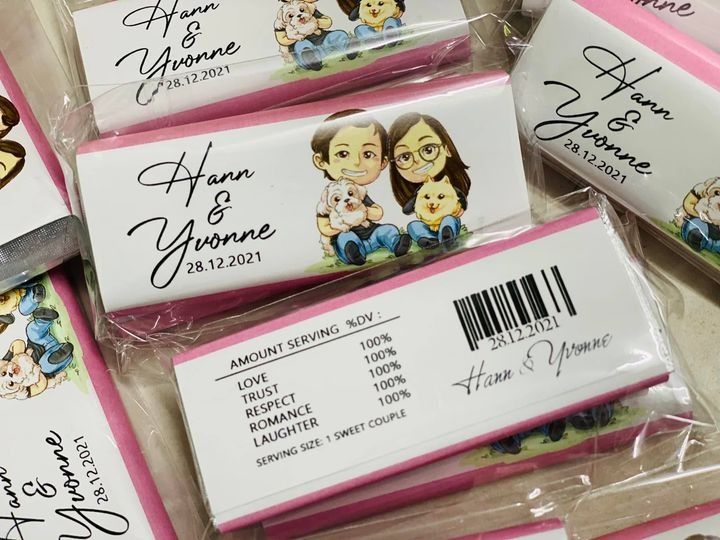 Hann
&
Yvonne
28.12.2021
Hann
&
Yvonne
28.12.2021
Hann
&
Yvonne
28.12.2021
AMOUNT SERVING %DV :
LOVE 100%
TRUST 100%
RESPECT 100%
ROMANCE 100%
LAUGHTER 100%
SERVING SIZE: 1 SWEET COUPLE
28.12.2021
Hann & Yvonne
Hann
&
Yvonne
28.12.2021